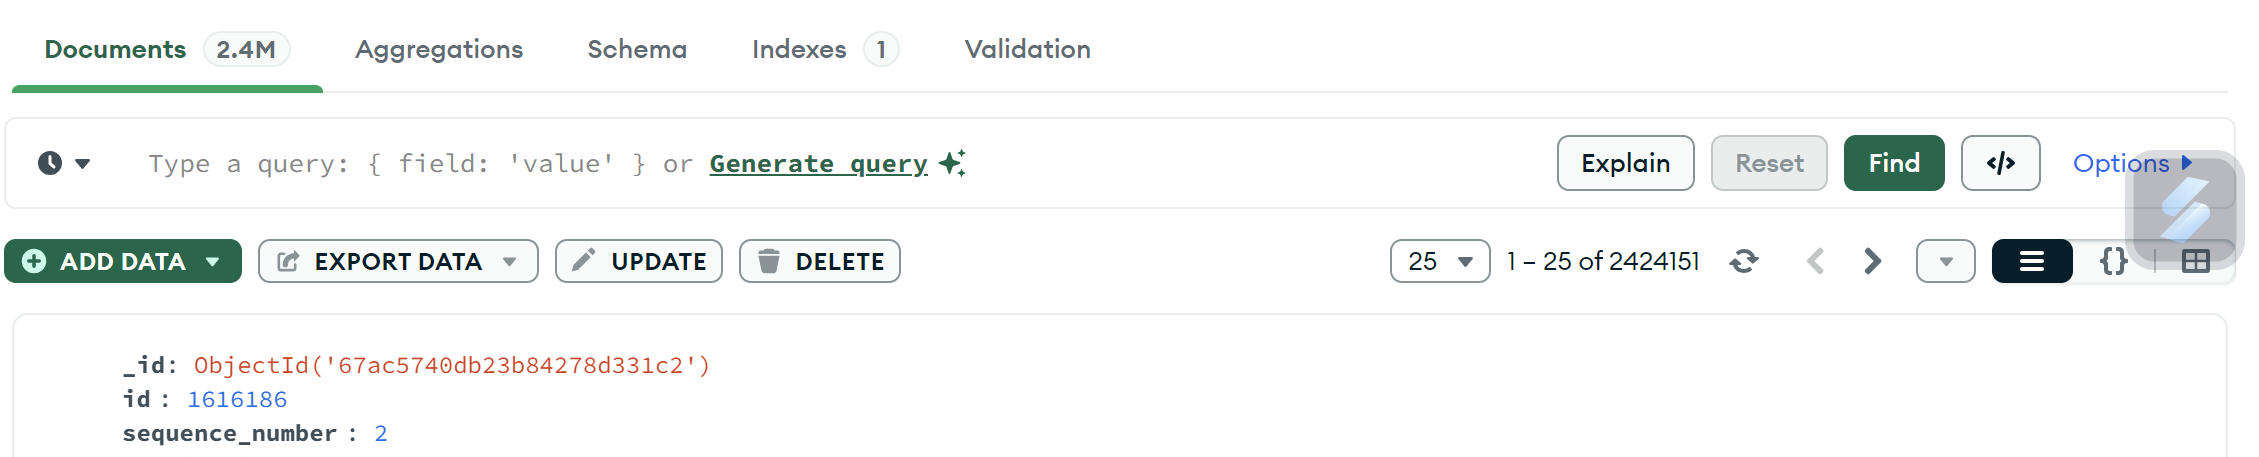 Documents 2.4M Aggregations Schema Indexes 1 Validation
Type a query: { field: 'value' } or Generate query Explain Reset Find </> Options
ADD DATA EXPORT DATA UPDATE DELETE 25 1 – 25 of 2424151 {}
_id: ObjectId('67ac5740db23b84278d331c2')
id : 1616186
sequence_number : 2